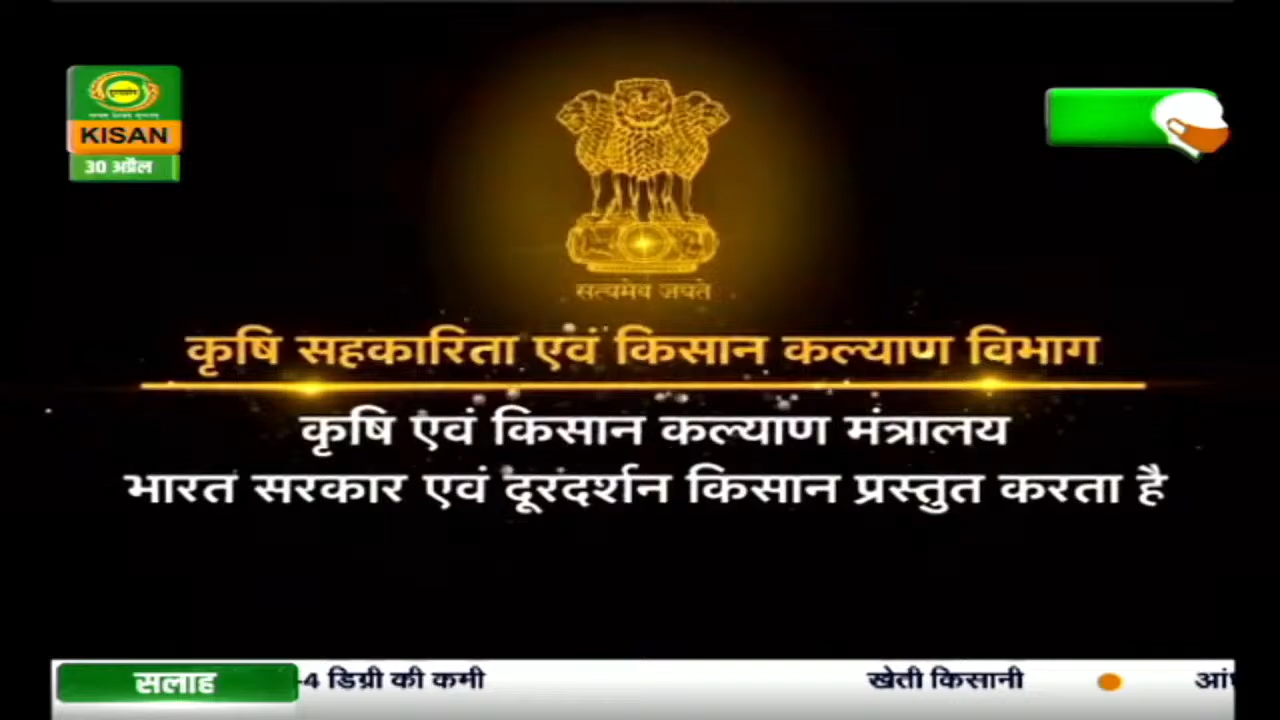 KISAN
30 अप्रैल
सत्यमेव जयते
कृषि सहकारिता एवं किसान कल्याण विभाग
कृषि एवं किसान कल्याण मंत्रालय
भारत सरकार एवं दूरदर्शन किसान प्रस्तुत करता है
सलाह
-4 डिग्री की कमी
खेती किसानी